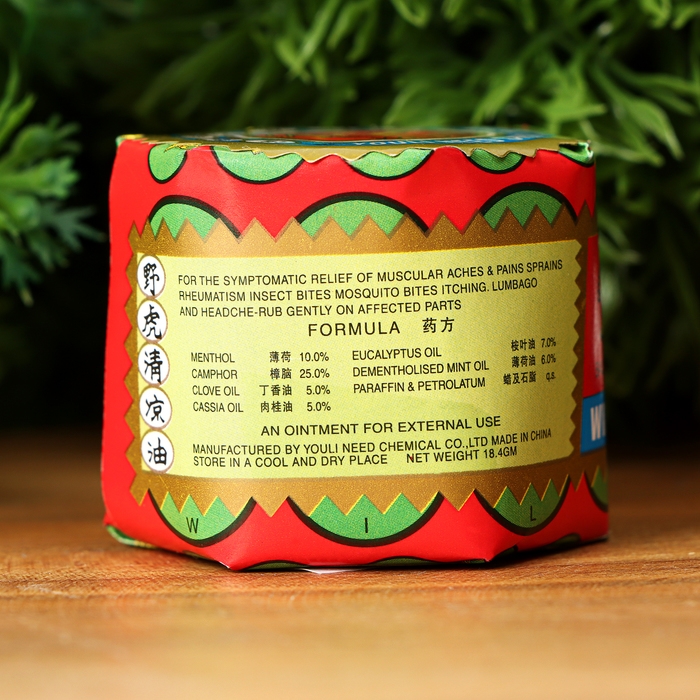 野虎清凉油
FOR THE SYMPTOMATIC RELIEF OF MUSCULAR ACHES & PAINS SPRAINS
RHEUMATISM INSECT BITES MOSQUITO BITES ITCHING. LUMBAGO
AND HEADCHE-RUB GENTLY ON AFFECTED PARTS
FORMULA 药方
MENTHOL 薄荷 10.0% EUCALYPTUS OIL 桉叶油 7.0%
CAMPHOR 樟脑 25.0% DEMENTHOLISED MINT OIL 薄荷油 6.0%
CLOVE OIL 丁香油 5.0% PARAFFIN & PETROLATUM 蜡及石脂 q.s.
CASSIA OIL 肉桂油 5.0%
AN OINTMENT FOR EXTERNAL USE
MANUFACTURED BY YOULI NEED CHEMICAL CO.,LTD MADE IN CHINA
STORE IN A COOL AND DRY PLACE NET WEIGHT 18.4GM
W I L